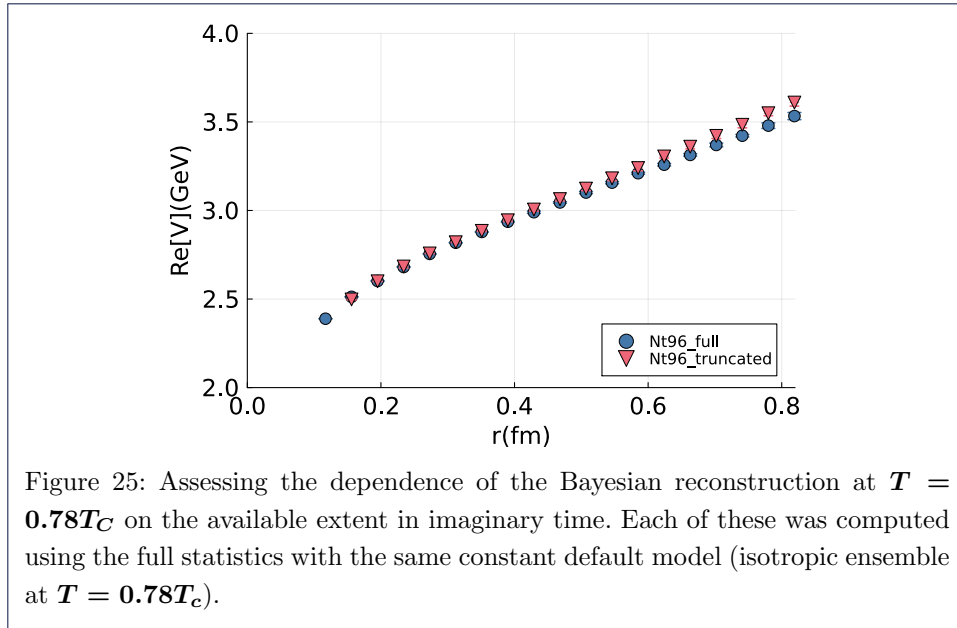 4.0
3.5
3.0
2.5
2.0
Re[V](GeV)
0.0 0.2 0.4 0.6 0.8
r(fm)
Nt96_full
Nt96_truncated
Figure 25: Assessing the dependence of the Bayesian reconstruction at T =
0.78T_C on the available extent in imaginary time. Each of these was computed
using the full statistics with the same constant default model (isotropic ensemble
at T = 0.78T_c).